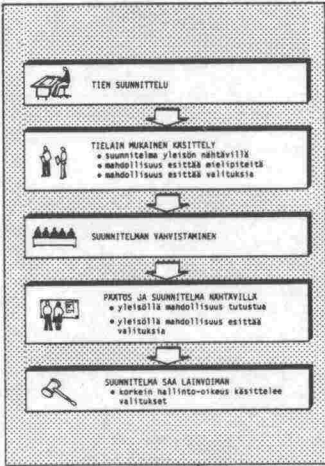 TIEN SUUNNITTELU
TIELAIN MUKAINEN KÄSITTELY
• suunnitelma yleisön nähtävillä
• mahdollisuus esittää mielipiteitä
• mahdollisuus esittää valituksia
SUUNNITELMAN VAHVISTAMINEN
PÄÄTÖS JA SUUNNITELMA NÄHTÄVILLÄ
• yleisöllä mahdollisuus tutustua
• yleisöllä mahdollisuus esittää
valituksia
SUUNNITELMA SAA LAINVOIMAN
• korkein hallinto-oikeus käsittelee
valitukset